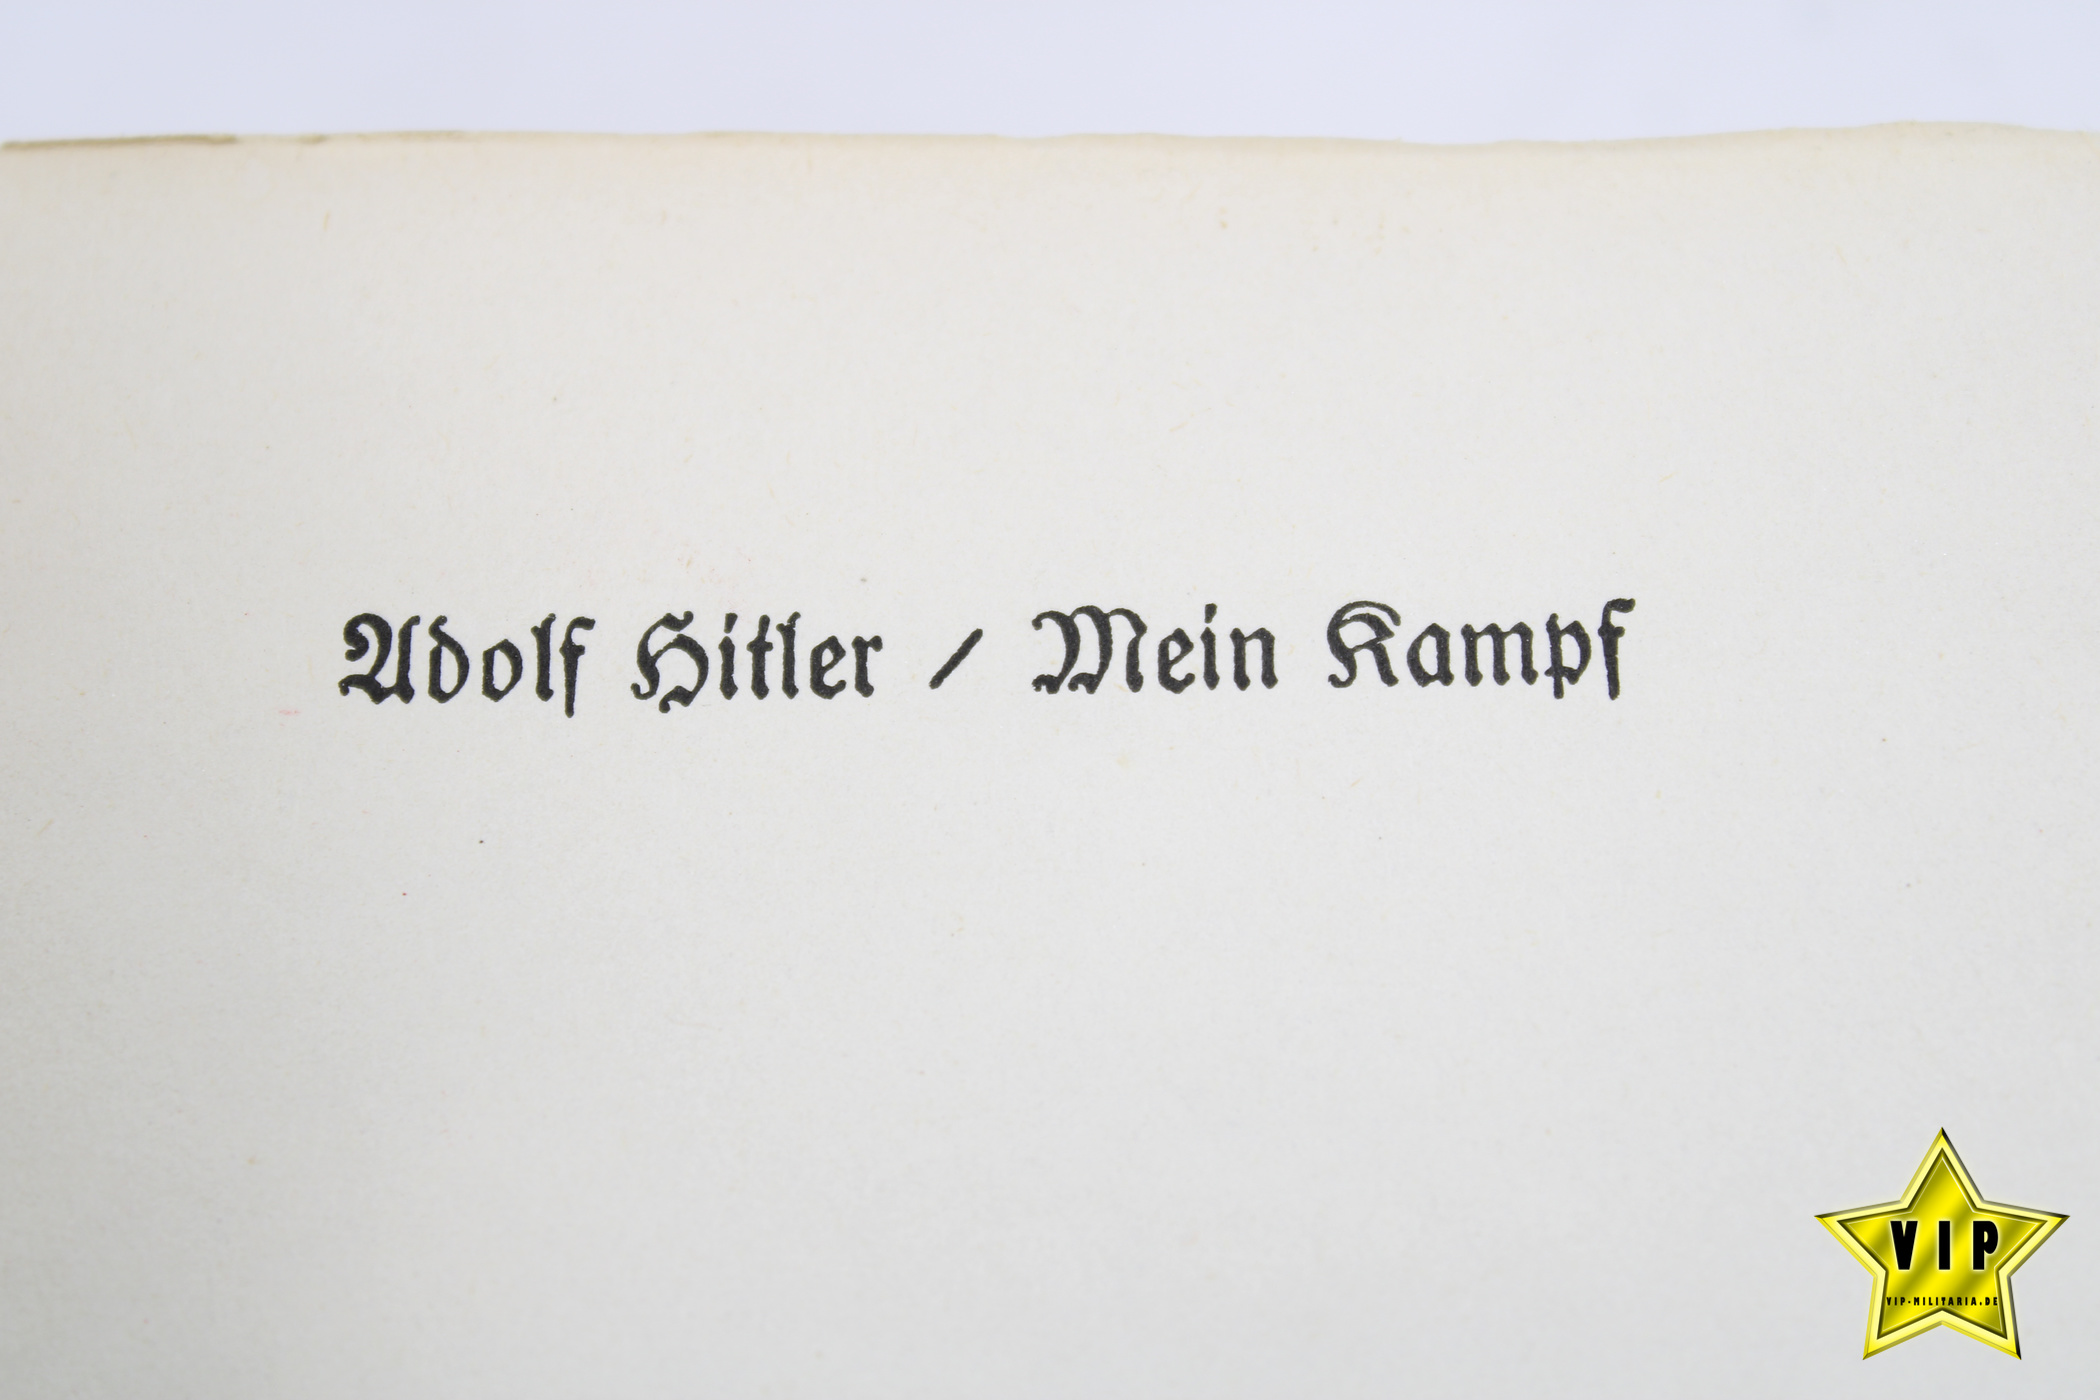 Adolf Hitler / Mein Kampf
VIP
VIP-MILITARIA.DE